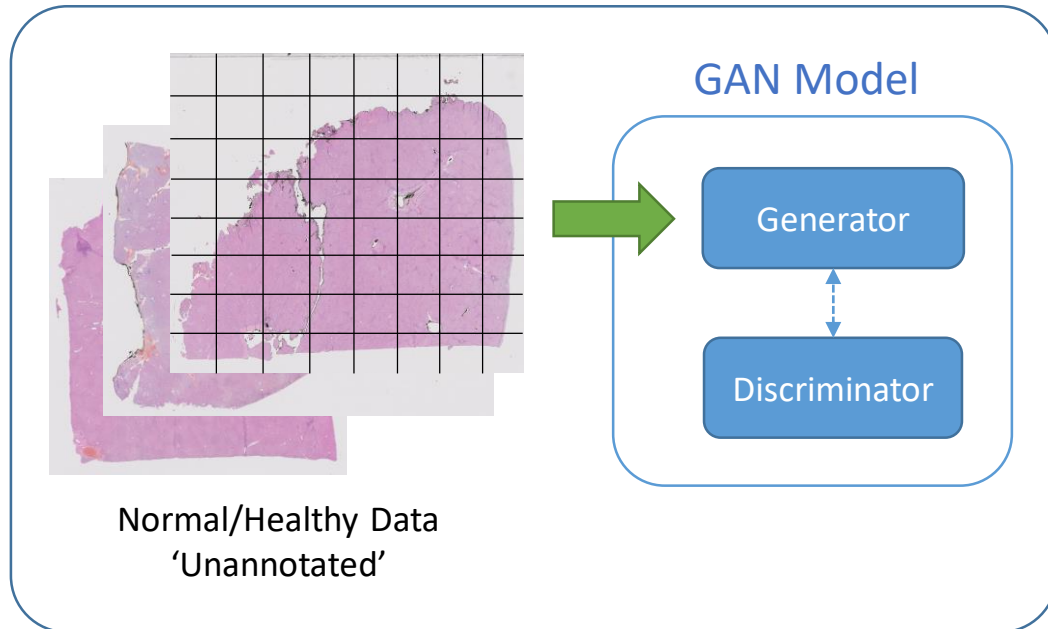 GAN Model
Generator
Discriminator
Normal/Healthy Data
‘Unannotated’